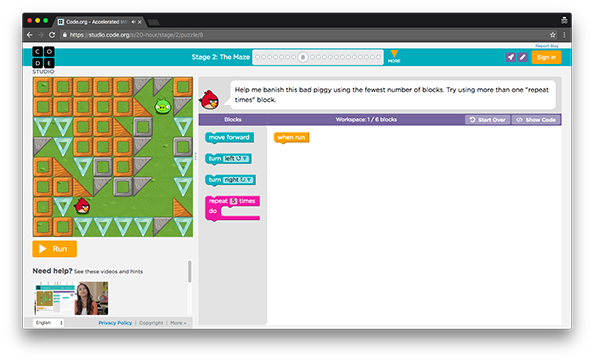 Code.org - Accelerated Int
https://studio.code.org/s/20-hour/stage/2/puzzle/8
Report Bug
C O
D E
STUDIO
Stage 2: The Maze
8
MORE
Sign in
Help me banish this bad piggy using the fewest number of blocks. Try using more than one "repeat
times" block.
Blocks
Workspace: 1 / 6 blocks
Start Over
Show Code
move forward
when run
turn left
turn right
repeat 5 times
do
Run
Need help? See these videos and hints
English
Privacy Policy | Copyright | More